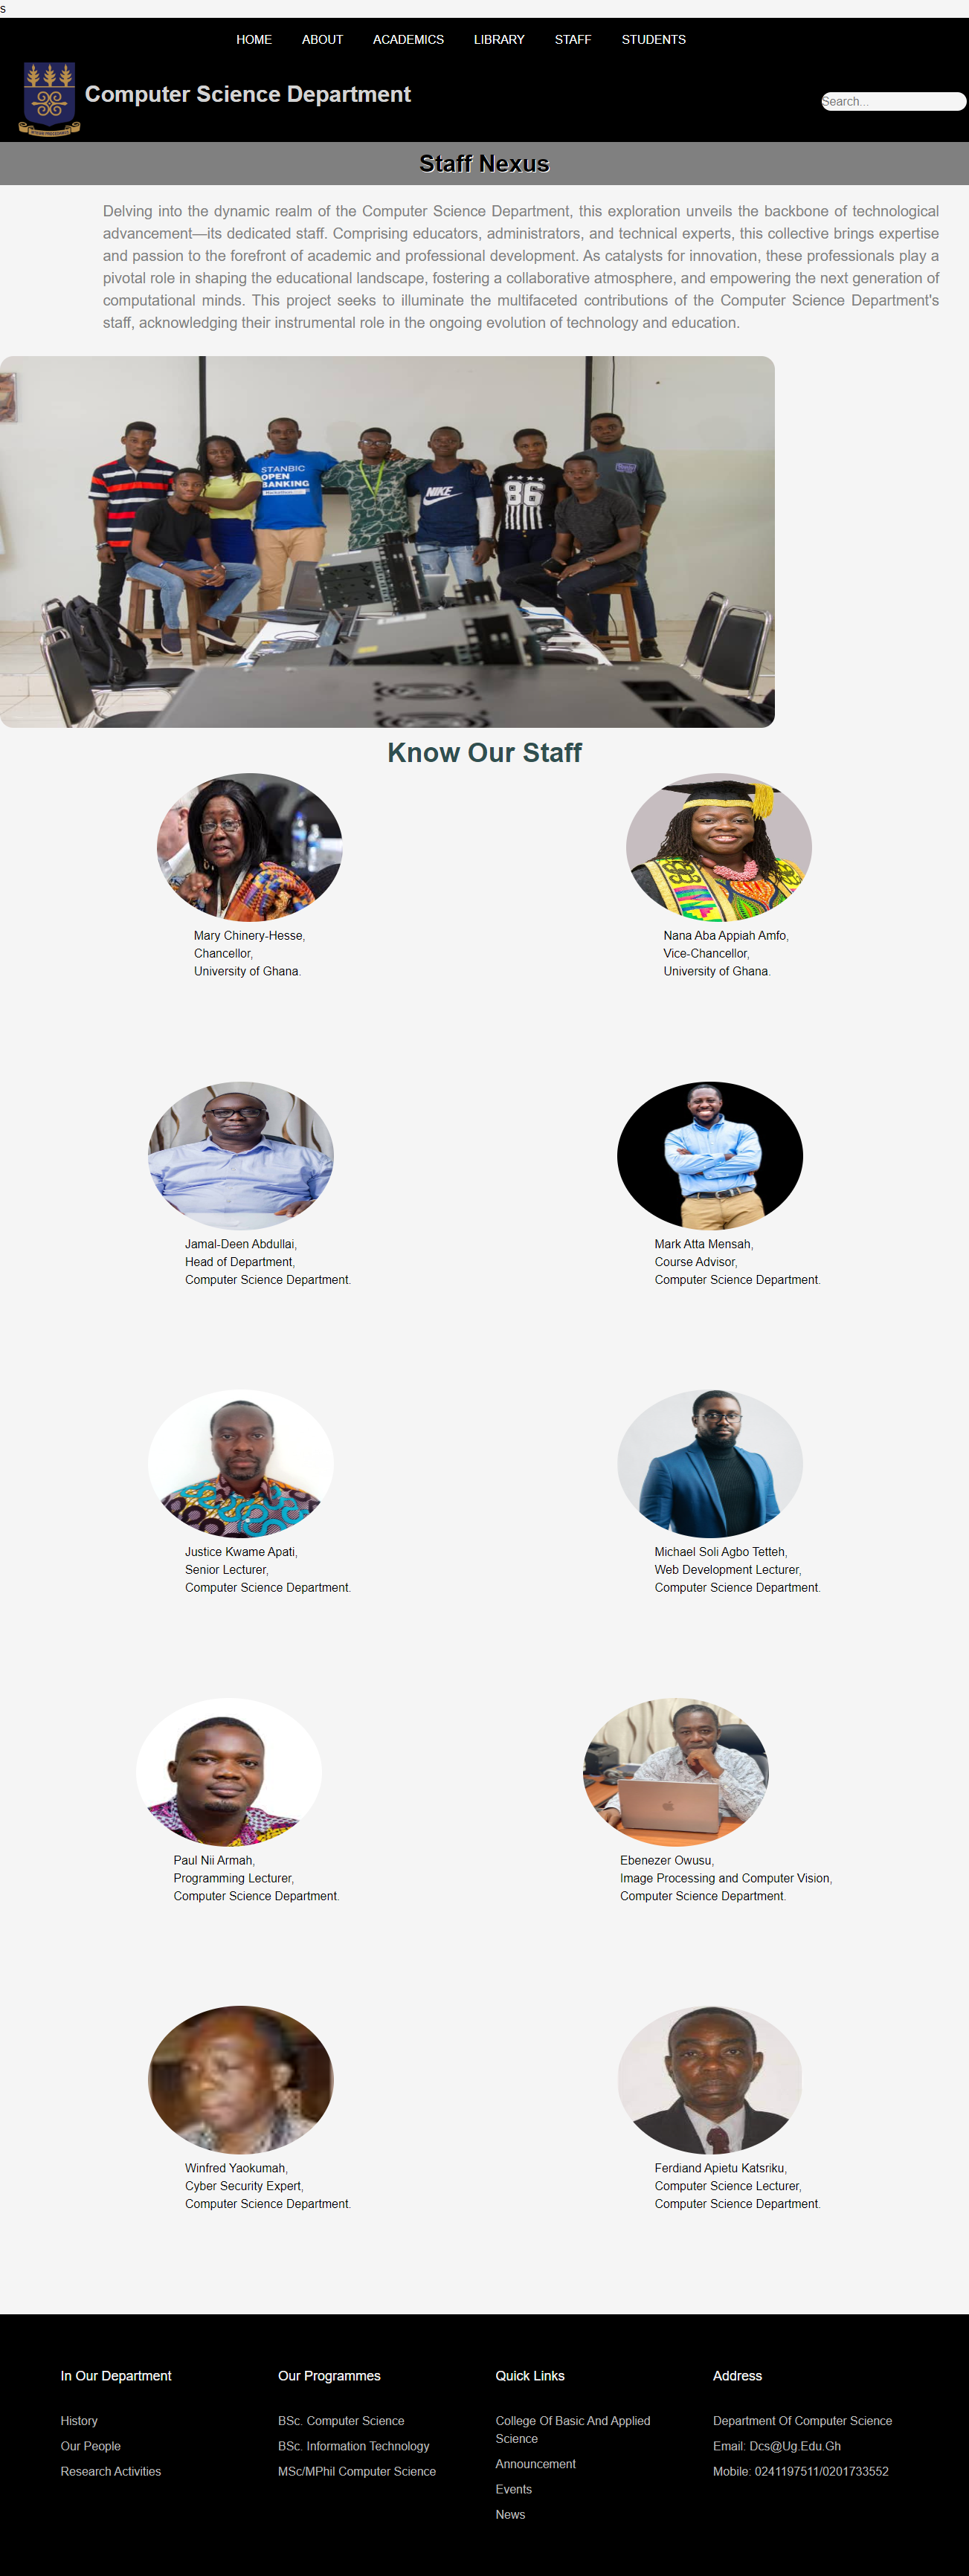 s
HOME ABOUT ACADEMICS LIBRARY STAFF STUDENTS
Computer Science Department
Search...
Staff Nexus
Delving into the dynamic realm of the Computer Science Department, this exploration unveils the backbone of technological
advancement—its dedicated staff. Comprising educators, administrators, and technical experts, this collective brings expertise
and passion to the forefront of academic and professional development. As catalysts for innovation, these professionals play a
pivotal role in shaping the educational landscape, fostering a collaborative atmosphere, and empowering the next generation of
computational minds. This project seeks to illuminate the multifaceted contributions of the Computer Science Department's
staff, acknowledging their instrumental role in the ongoing evolution of technology and education.
STANBIC
OPEN
BANKING
NIKE
86
Know Our Staff
Mary Chinery-Hesse,
Chancellor,
University of Ghana.
Nana Aba Appiah Amfo,
Vice-Chancellor,
University of Ghana.
Jamal-Deen Abdullai,
Head of Department,
Computer Science Department.
Mark Atta Mensah,
Course Advisor,
Computer Science Department.
Justice Kwame Apati,
Senior Lecturer,
Computer Science Department.
Michael Soli Agbo Tetteh,
Web Development Lecturer,
Computer Science Department.
Paul Nii Armah,
Programming Lecturer,
Computer Science Department.
Ebenezer Owusu,
Image Processing and Computer Vision,
Computer Science Department.
Winfred Yaokumah,
Cyber Security Expert,
Computer Science Department.
Ferdiand Apietu Katsriku,
Computer Science Lecturer,
Computer Science Department.
In Our Department
History
Our People
Research Activities
Our Programmes
BSc. Computer Science
BSc. Information Technology
MSc/MPhil Computer Science
Quick Links
College Of Basic And Applied
Science
Announcement
Events
News
Address
Department Of Computer Science
Email: Dcs@Ug.Edu.Gh
Mobile: 0241197511/0201733552